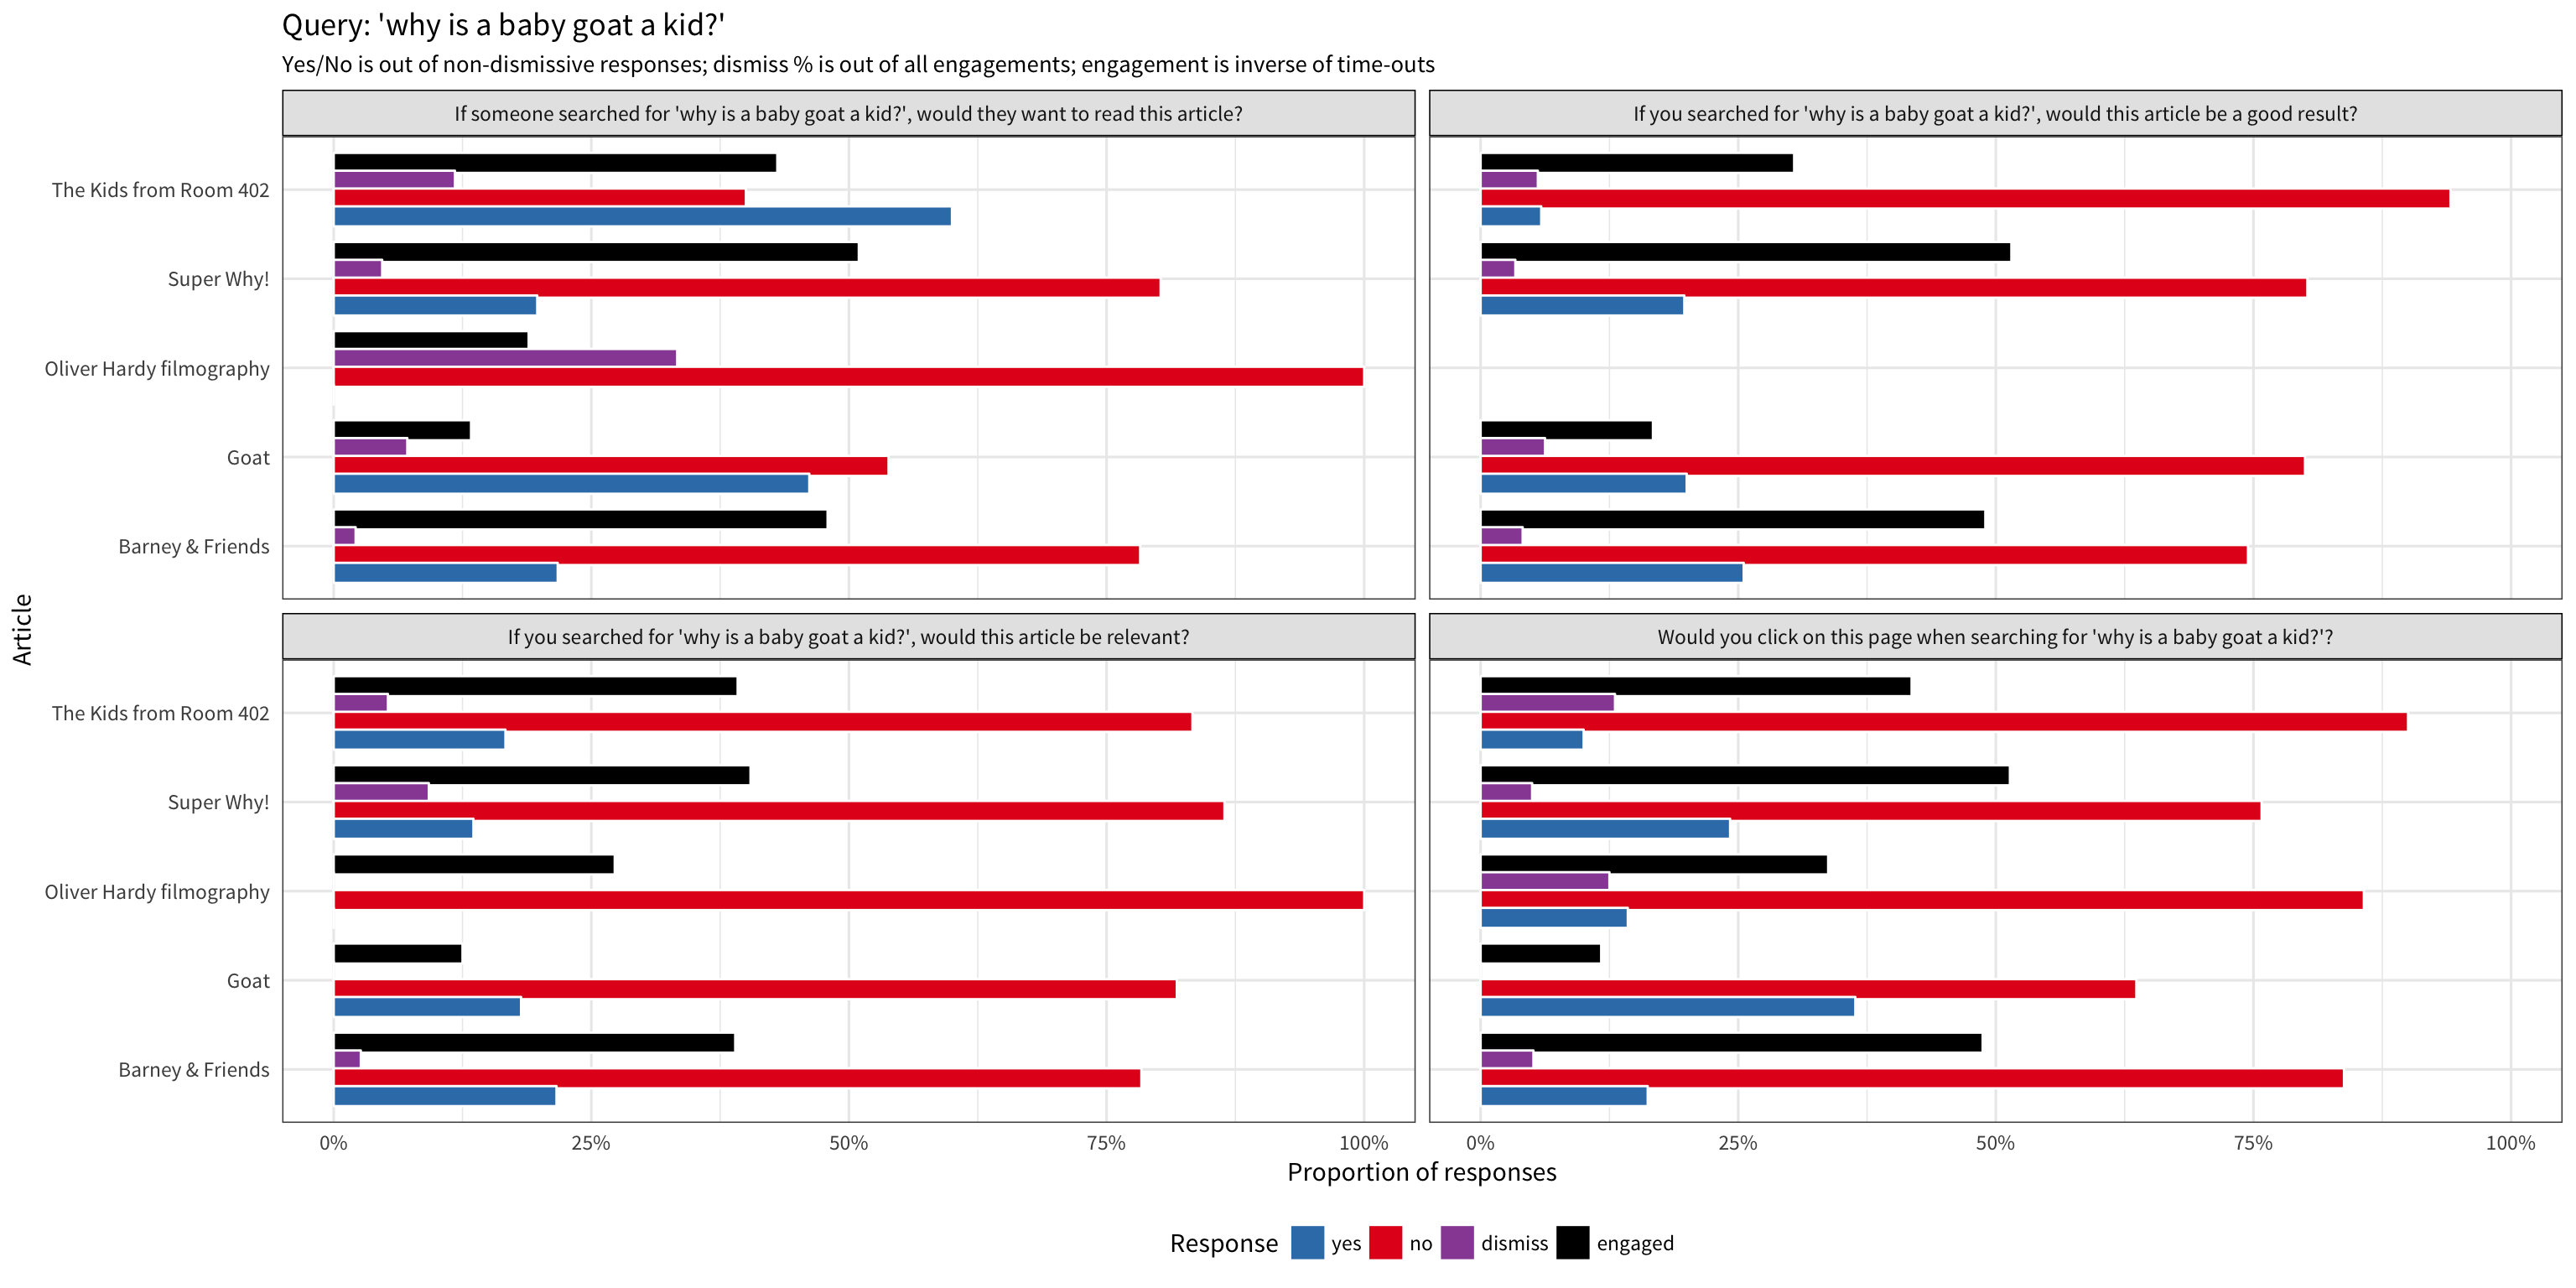 Query: 'why is a baby goat a kid?'
Yes/No is out of non-dismissive responses; dismiss % is out of all engagements; engagement is inverse of time-outs
If someone searched for 'why is a baby goat a kid?', would they want to read this article?
If you searched for 'why is a baby goat a kid?', would this article be a good result?
The Kids from Room 402
Super Why!
Oliver Hardy filmography
Goat
Barney & Friends
Article
If you searched for 'why is a baby goat a kid?', would this article be relevant?
Would you click on this page when searching for 'why is a baby goat a kid?'?
The Kids from Room 402
Super Why!
Oliver Hardy filmography
Goat
Barney & Friends
0% 25% 50% 75% 100% 0% 25% 50% 75% 100%
Proportion of responses
Response yes no dismiss engaged